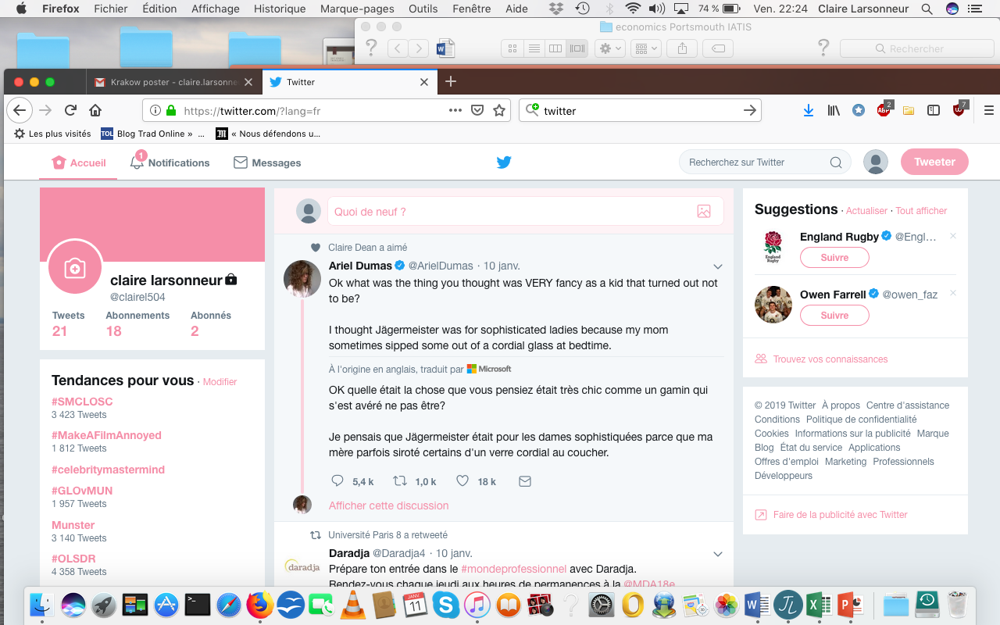 Firefox Fichier Édition Affichage Historique Marque-pages Outils Fenêtre Aide 74 % Ven. 22:24 Claire Larsonneur
economics Portsmouth IATIS
Rechercher
Krakow poster - claire.larsonne
Twitter
https://twitter.com/?lang=fr
twitter
ABP 2
7
Les plus visités TOL Blog Trad Online » ... M « Nous défendons u...
Accueil 1 Notifications Messages Recherchez sur Twitter Tweeter
claire larsonneur
@clairel504
Tweets Abonnements Abonnés
21 18 2
Tendances pour vous · Modifier
#SMCLOSC
3 423 Tweets
#MakeAFilmAnnoyed
1 812 Tweets
#celebritymastermind
#GLOvMUN
1 957 Tweets
Munster
3 140 Tweets
#OLSDR
4 358 Tweets
Quoi de neuf ?
Claire Dean a aimé
Ariel Dumas @ArielDumas · 10 janv.
Ok what was the thing you thought was VERY fancy as a kid that turned out not
to be?
I thought Jägermeister was for sophisticated ladies because my mom
sometimes sipped some out of a cordial glass at bedtime.
À l'origine en anglais, traduit par Microsoft
OK quelle était la chose que vous pensiez était très chic comme un gamin qui
s'est avéré ne pas être?
Je pensais que Jägermeister était pour les dames sophistiquées parce que ma
mère parfois siroté certains d'un verre cordial au coucher.
5,4 k 1,0 k 18 k
Afficher cette discussion
Université Paris 8 a retweeté
daradja
Daradja @Daradja4 · 10 janv.
Prépare ton entrée dans le #mondeprofessionnel avec Daradja.
Rendez-vous chaque jeudi aux heures de permanences à la @MDA18e
Suggestions · Actualiser · Tout afficher
England Rugby
England Rugby @Engl...
Suivre
Owen Farrell @owen_faz
Suivre
Trouvez vos connaissances
© 2019 Twitter À propos Centre d'assistance
Conditions Politique de confidentialité
Cookies Informations sur la publicité Marque
Blog État du service Applications
Offres d'emploi Marketing Professionnels
Développeurs
Faire de la publicité avec Twitter
JANV.
11